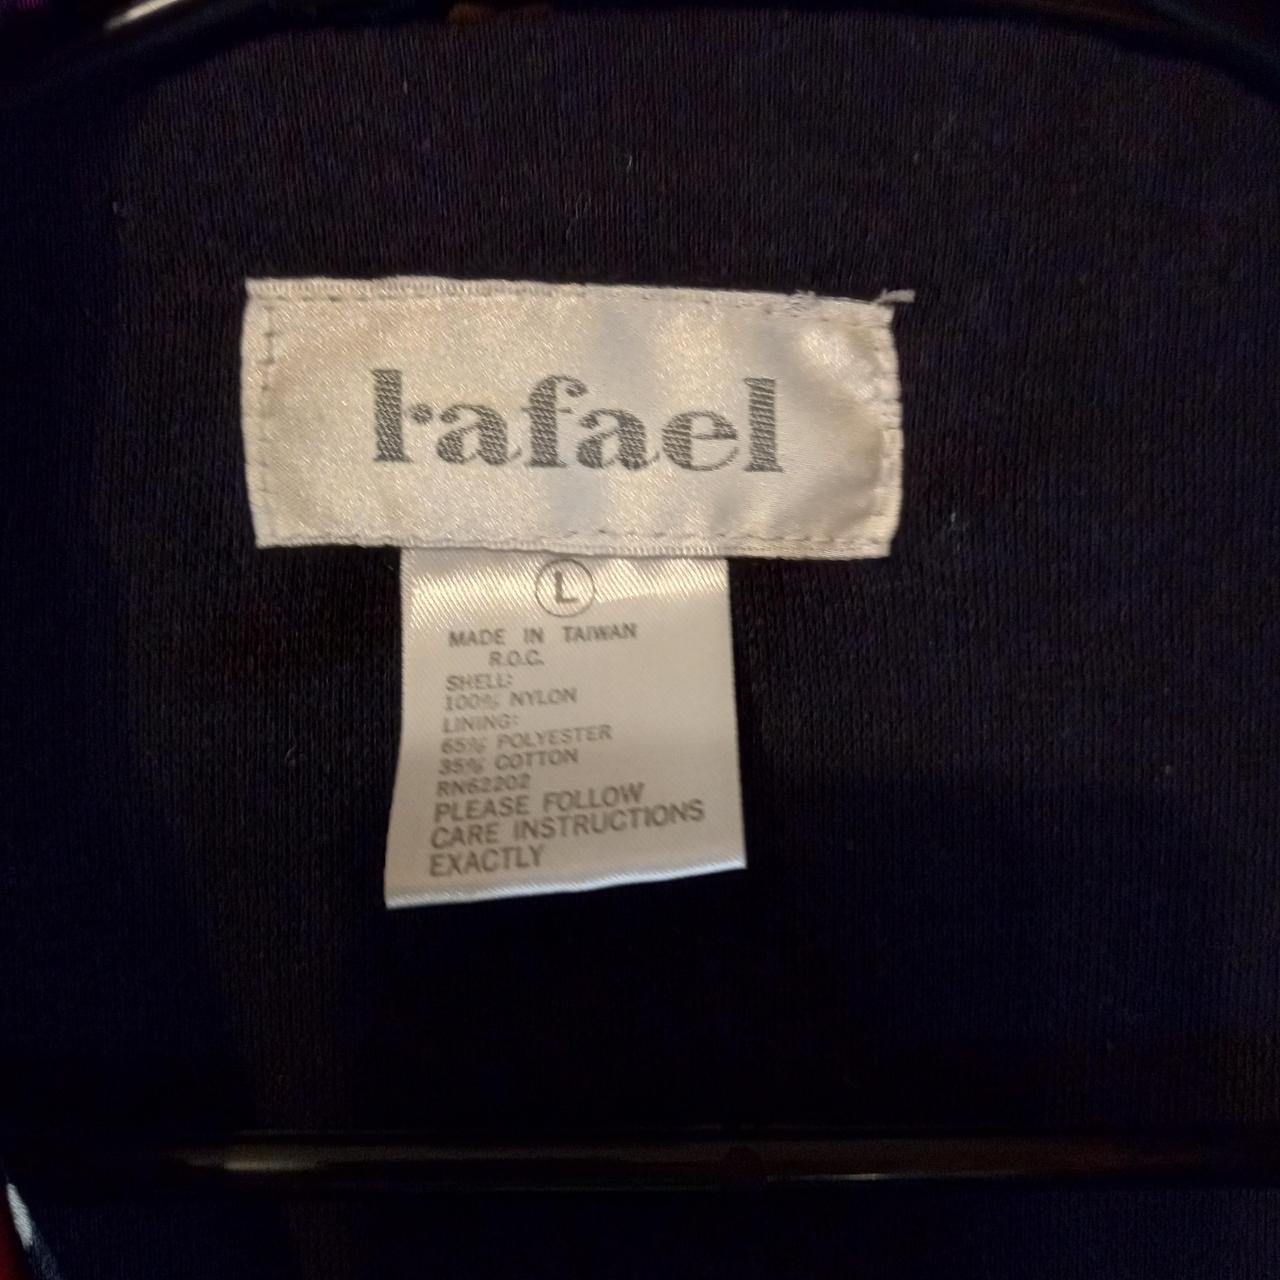 rafael
L
MADE IN TAIWAN
R.O.C.
SHELL:
100% NYLON
LINING:
65% POLYESTER
35% COTTON
RN62202
PLEASE FOLLOW
CARE INSTRUCTIONS
EXACTLY